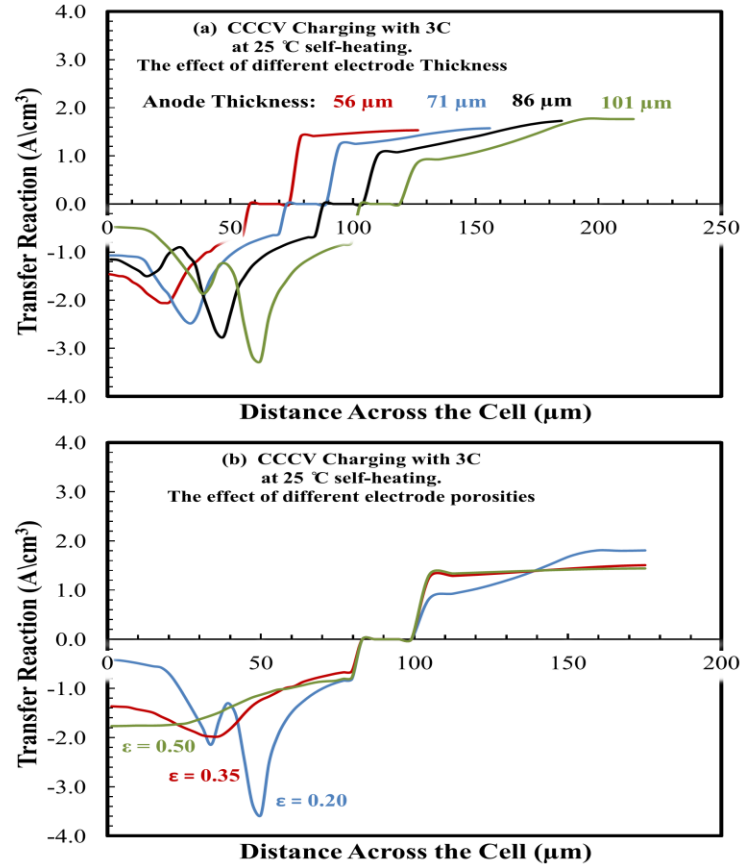 (a) CCCV Charging with 3C
at 25 ℃ self-heating.
The effect of different electrode Thickness
Anode Thickness: 56 µm 71 µm 86 µm 101 µm
4.0
3.0
2.0
1.0
0.0
-1.0
-2.0
-3.0
-4.0
0 50 100 150 200 250
Transfer Reaction (A\cm³)
Distance Across the Cell (µm)
(b) CCCV Charging with 3C
at 25 ℃ self-heating.
The effect of different electrode porosities
4.0
3.0
2.0
1.0
0.0
-1.0
-2.0
-3.0
-4.0
0 50 100 150 200
ε = 0.50
ε = 0.35
ε = 0.20
Transfer Reaction (A\cm³)
Distance Across the Cell (µm)